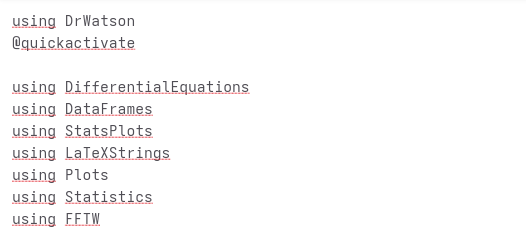 using DrWatson
@quickactivate
using DifferentialEquations
using DataFrames
using StatsPlots
using LaTeXStrings
using Plots
using Statistics
using FFTW